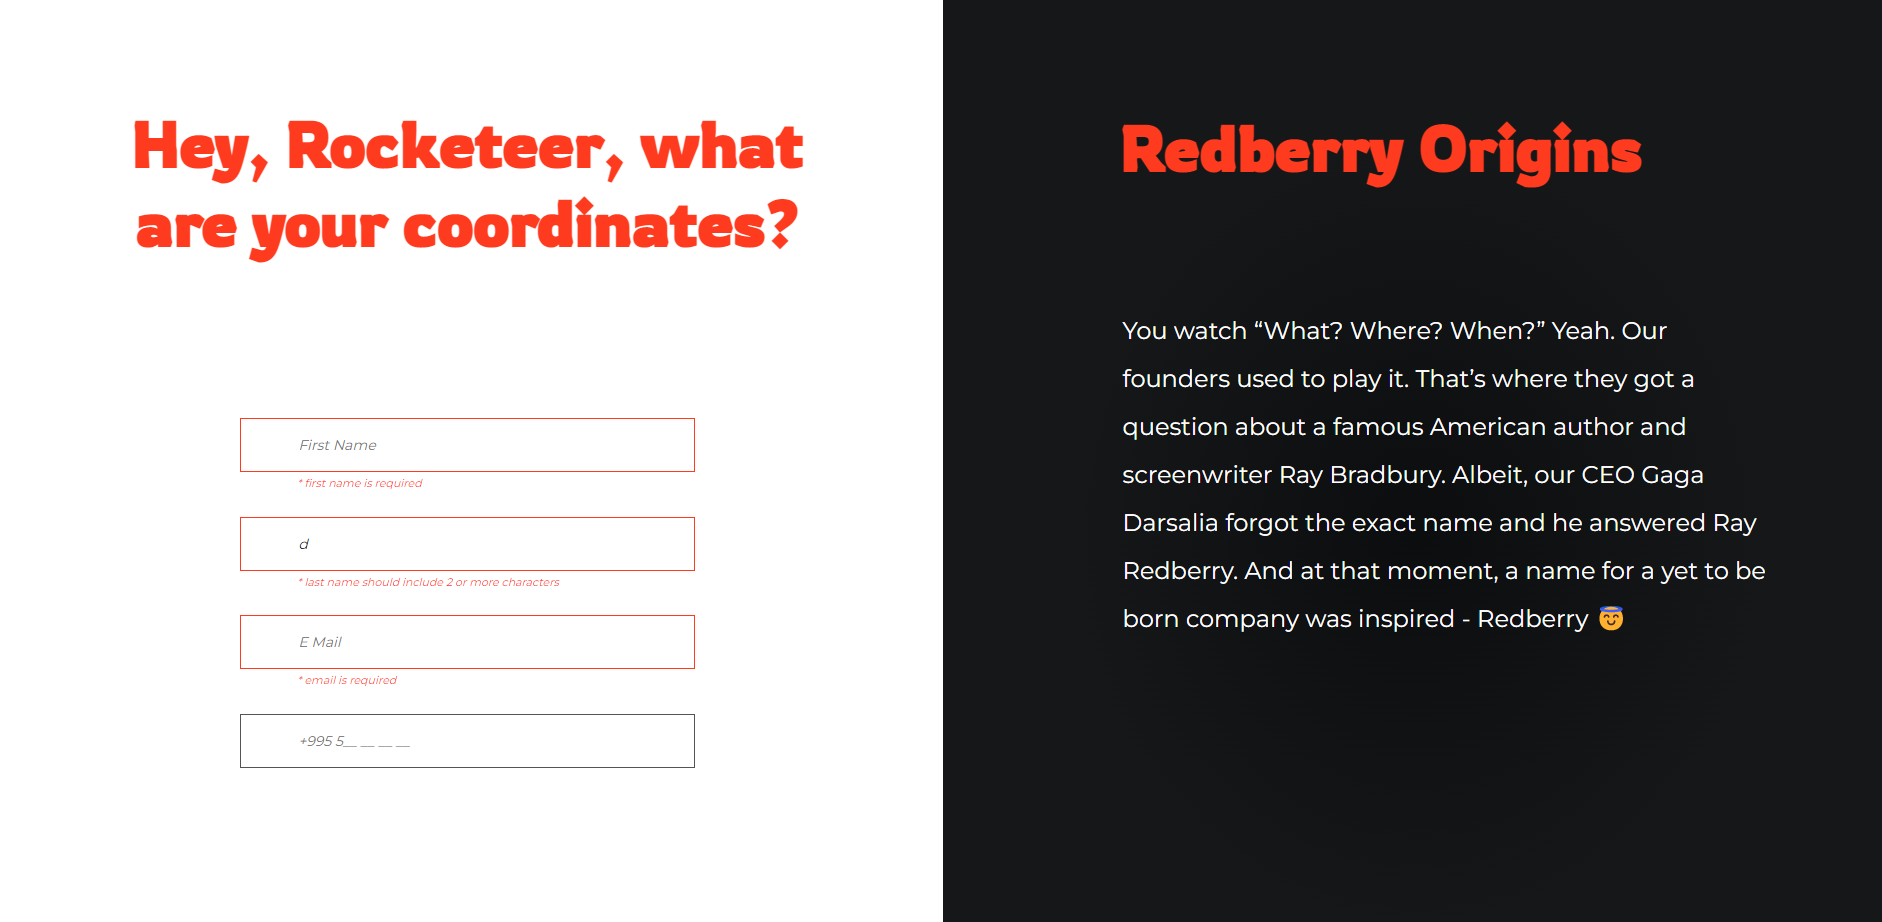 Hey, Rocketeer, what
are your coordinates?
First Name
* first name is required
d
* last name should include 2 or more characters
E Mail
* email is required
+995 5__ __ __ __
Redberry Origins
You watch “What? Where? When?” Yeah. Our
founders used to play it. That’s where they got a
question about a famous American author and
screenwriter Ray Bradbury. Albeit, our CEO Gaga
Darsalia forgot the exact name and he answered Ray
Redberry. And at that moment, a name for a yet to be
born company was inspired - Redberry 😇